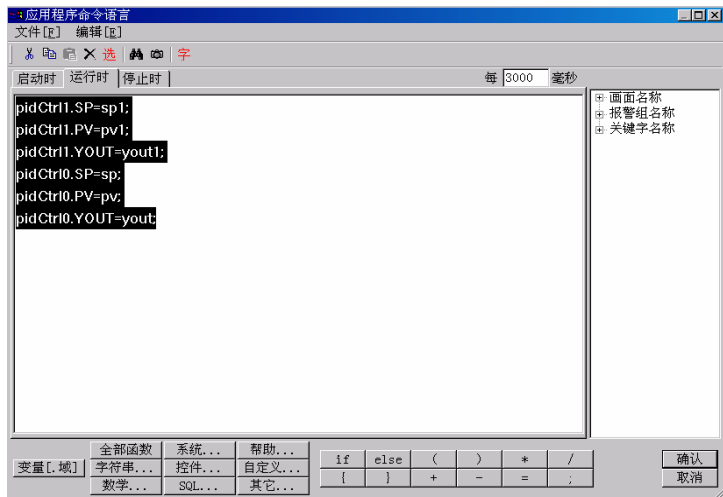 应用程序命令语言
文件[F] 编辑[E]
选 字
启动时 运行时 停止时 每 3000 毫秒
pidCtrl1.SP=sp1;
pidCtrl1.PV=pv1;
pidCtrl1.YOUT=yout1;
pidCtrl0.SP=sp;
pidCtrl0.PV=pv;
pidCtrl0.YOUT=yout;
画面名称
报警组名称
关键字名称
全部函数 系统... 帮助...
变量[.域] 字符串... 控件... 自定义...
数学... SQL... 其它...
if else ( ) * /
{ } + - = ;
确认
取消